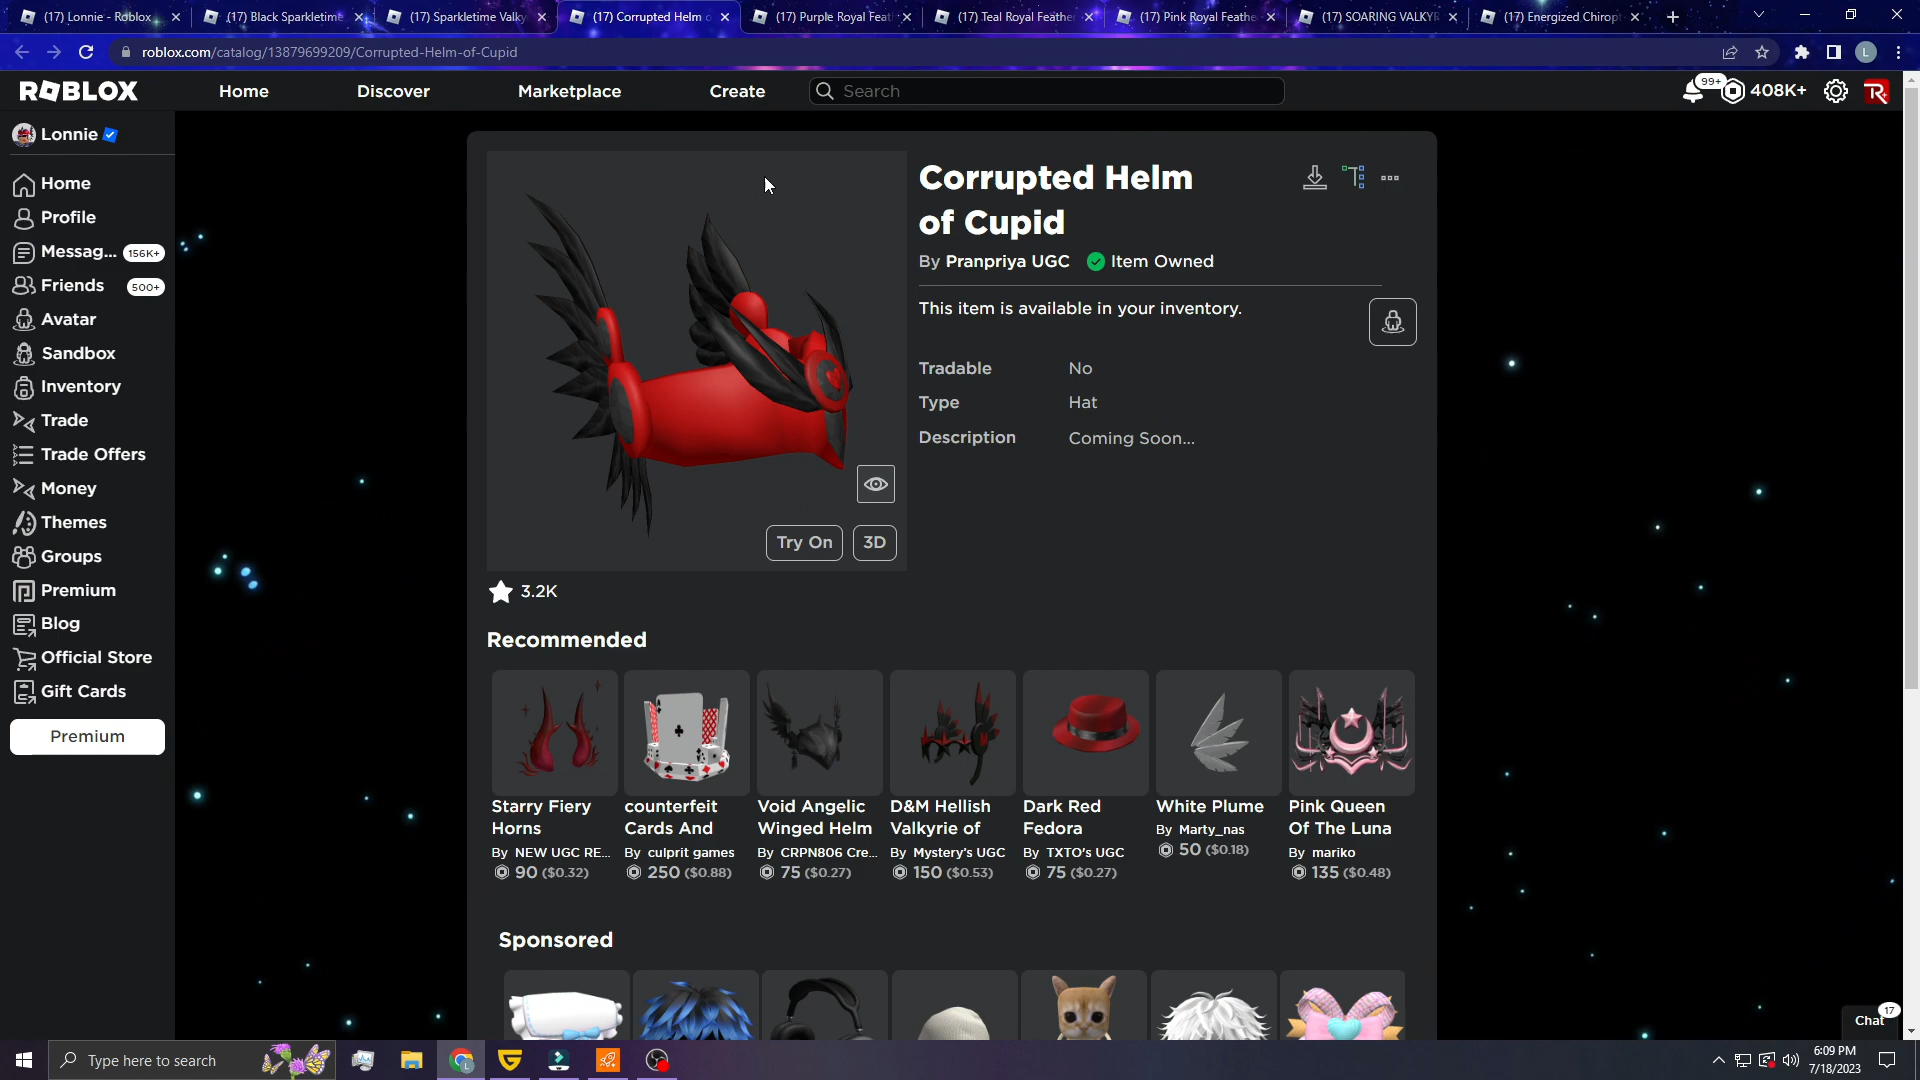 (17) Lonnie - Roblox
(17) Black Sparkletime
(17) Sparkletime Valky
(17) Corrupted Helm o
(17) Purple Royal Feat
(17) Teal Royal Feathe
(17) Pink Royal Feathe
(17) SOARING VALKYR
(17) Energized Chirop
roblox.com/catalog/13879699209/Corrupted-Helm-of-Cupid
L
ROBLOX
Home
Discover
Marketplace
Create
Search
99+
408K+
Lonnie
Home
Profile
Messag... 156K+
Friends 500+
Avatar
Sandbox
Inventory
Trade
Trade Offers
Money
Themes
Groups
Premium
Blog
Official Store
Gift Cards
Premium
Corrupted Helm
of Cupid
By Pranpriya UGC Item Owned
This item is available in your inventory.
Tradable No
Type Hat
Description Coming Soon...
Try On
3D
3.2K
Recommended
Starry Fiery
Horns
By NEW UGC RE...
90 ($0.32)
counterfeit
Cards And
By culprit games
250 ($0.88)
Void Angelic
Winged Helm
By CRPN806 Cre...
75 ($0.27)
D&M Hellish
Valkyrie of
By Mystery's UGC
150 ($0.53)
Dark Red
Fedora
By TXTO's UGC
75 ($0.27)
White Plume
By Marty_nas
50 ($0.18)
Pink Queen
Of The Luna
By mariko
135 ($0.48)
Sponsored
Chat
17
Type here to search
6:09 PM
7/18/2023